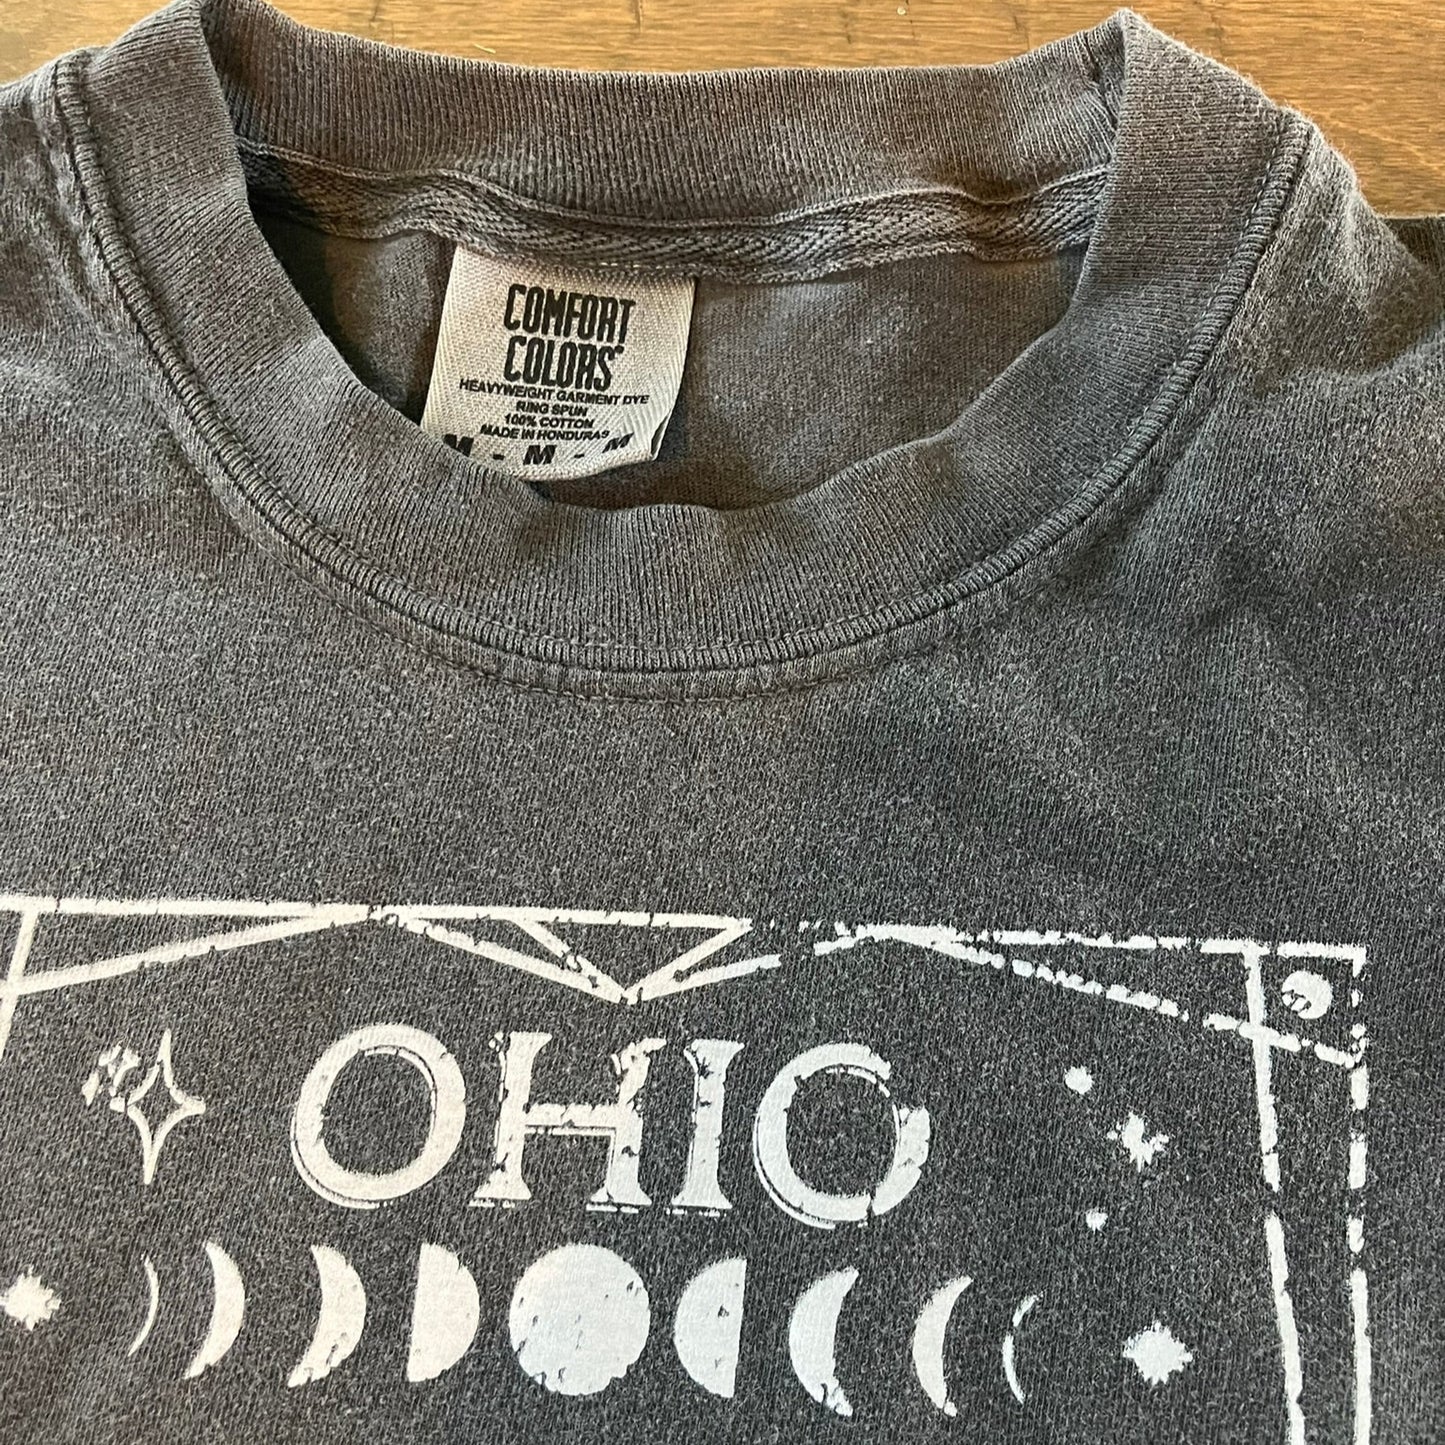 COMFORT
COLORS
HEAVYWEIGHT GARMENT DYE
RING SPUN
100% COTTON
MADE IN HONDURAS
M - M - M
OHIO